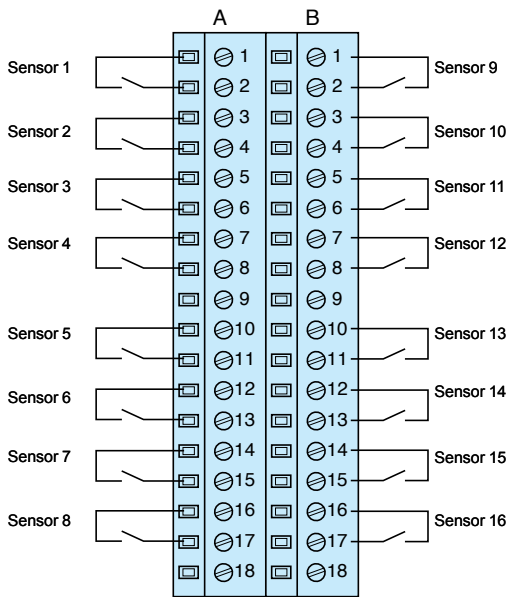 A B
1 1
Sensor 1 Sensor 9
2 2
3 3
Sensor 2 Sensor 10
4 4
5 5
Sensor 3 Sensor 11
6 6
7 7
Sensor 4 Sensor 12
8 8
9 9
10 10
Sensor 5 Sensor 13
11 11
12 12
Sensor 6 Sensor 14
13 13
14 14
Sensor 7 Sensor 15
15 15
16 16
Sensor 8 Sensor 16
17 17
18 18